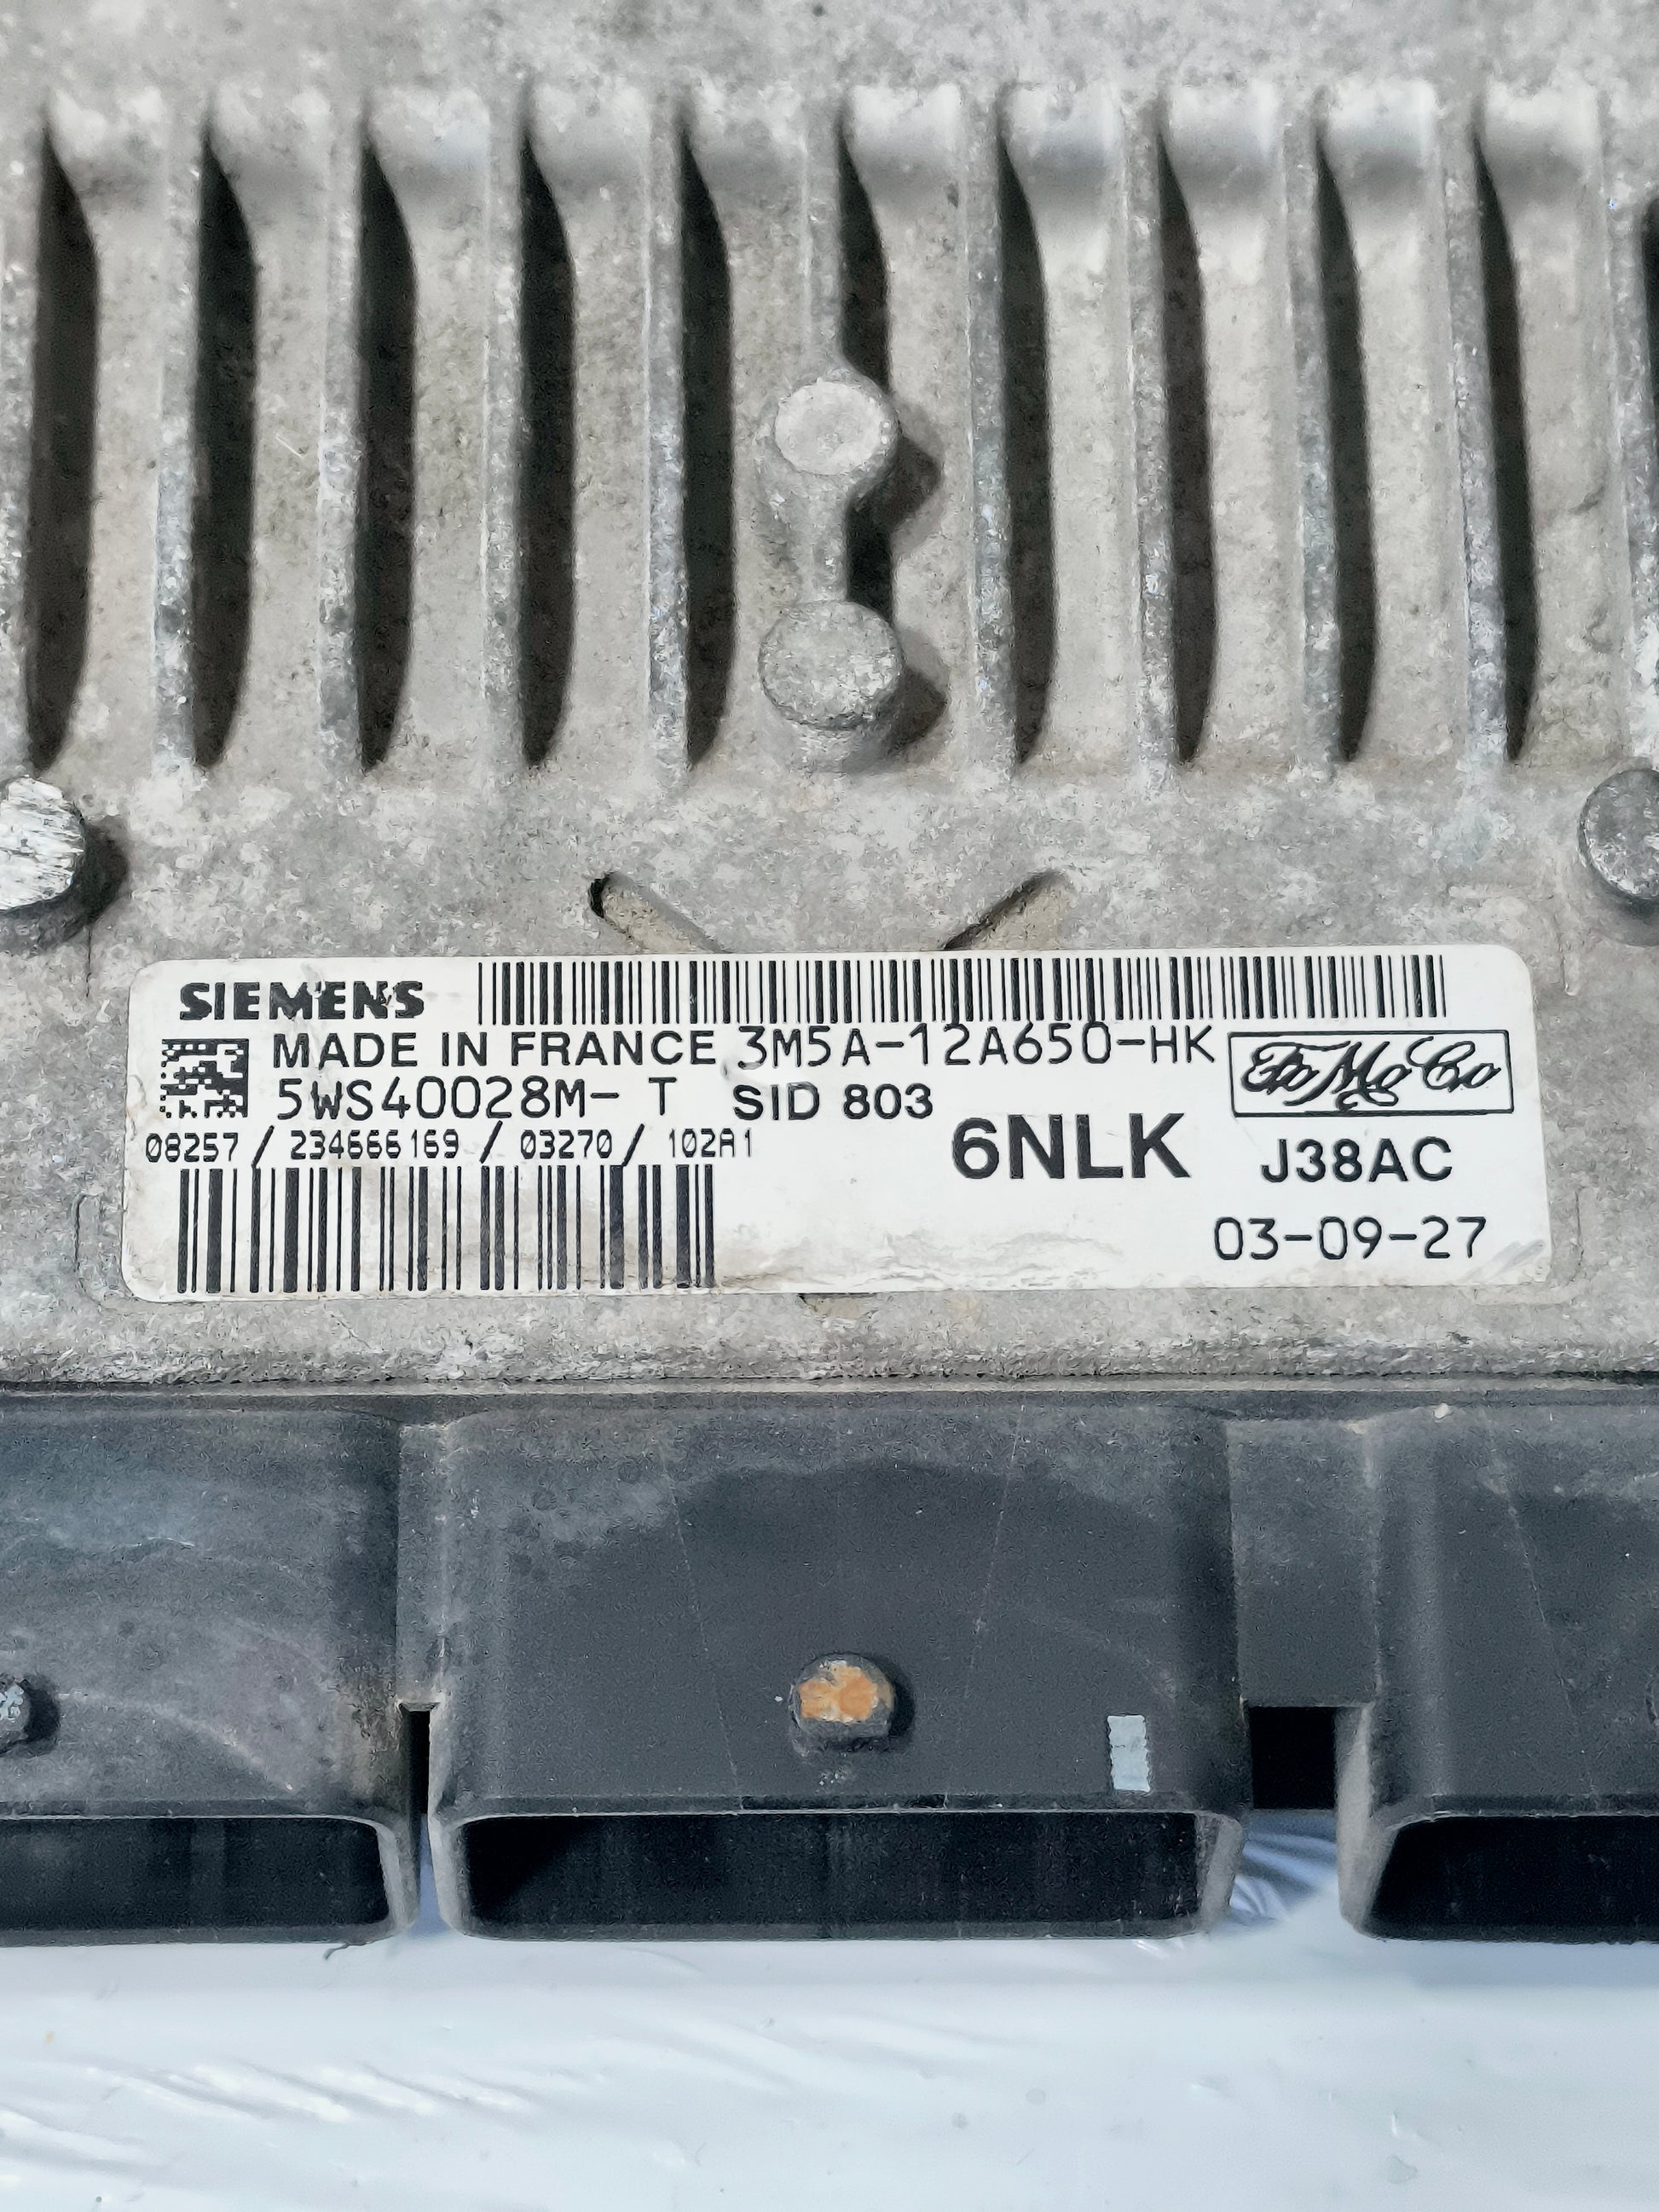 SIEMENS
MADE IN FRANCE 3M5A-12A650-HK
FoMoCo
5WS40028M- T SID 803
08257 / 234666169 / 03270 / 102A1
6NLK J38AC
03-09-27